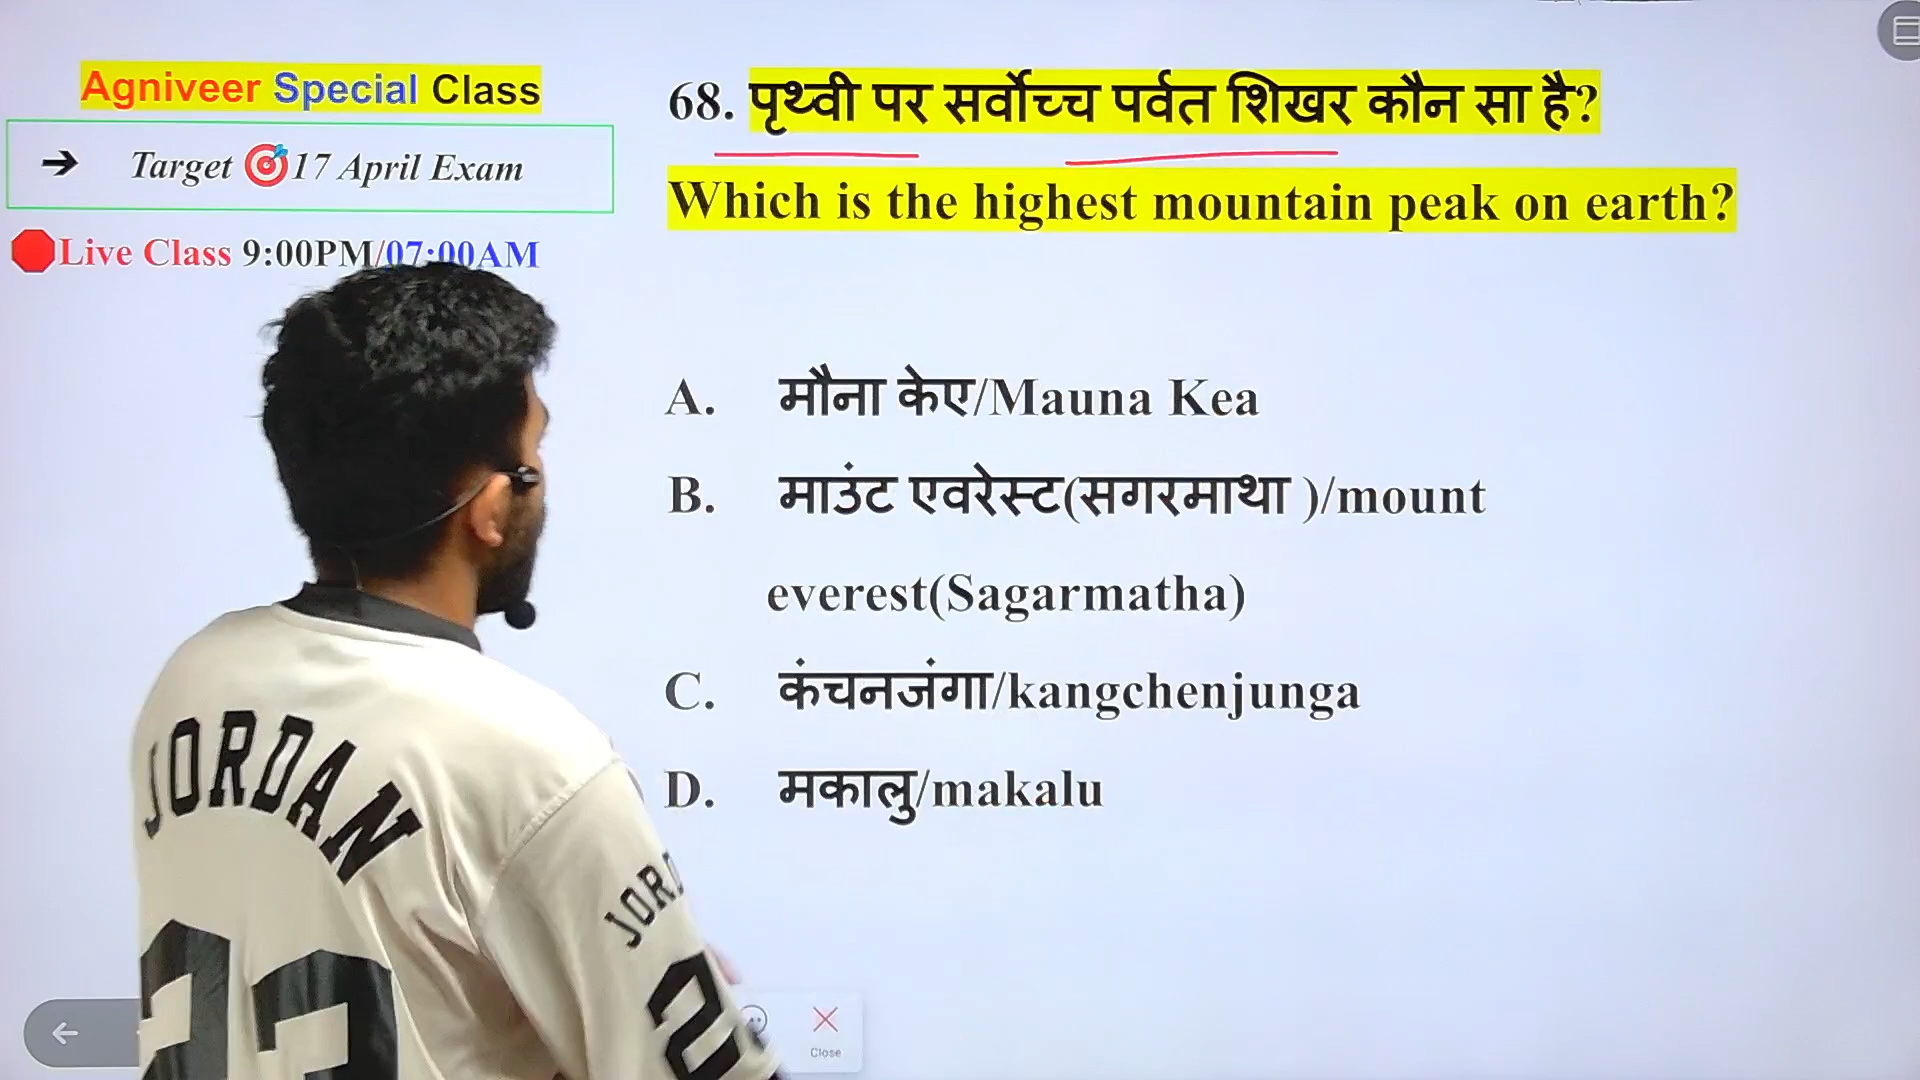 Agniveer Special Class
→ Target 🎯17 April Exam
Live Class 9:00PM/07:00AM
68. पृथ्वी पर सर्वोच्च पर्वत शिखर कौन सा है?
Which is the highest mountain peak on earth?
A. मौना केए/Mauna Kea
B. माउंट एवरेस्ट(सगरमाथा )/mount
everest(Sagarmatha)
C. कंचनजंगा/kangchenjunga
D. मकालु/makalu
JORDAN
23
JORD
2
Close